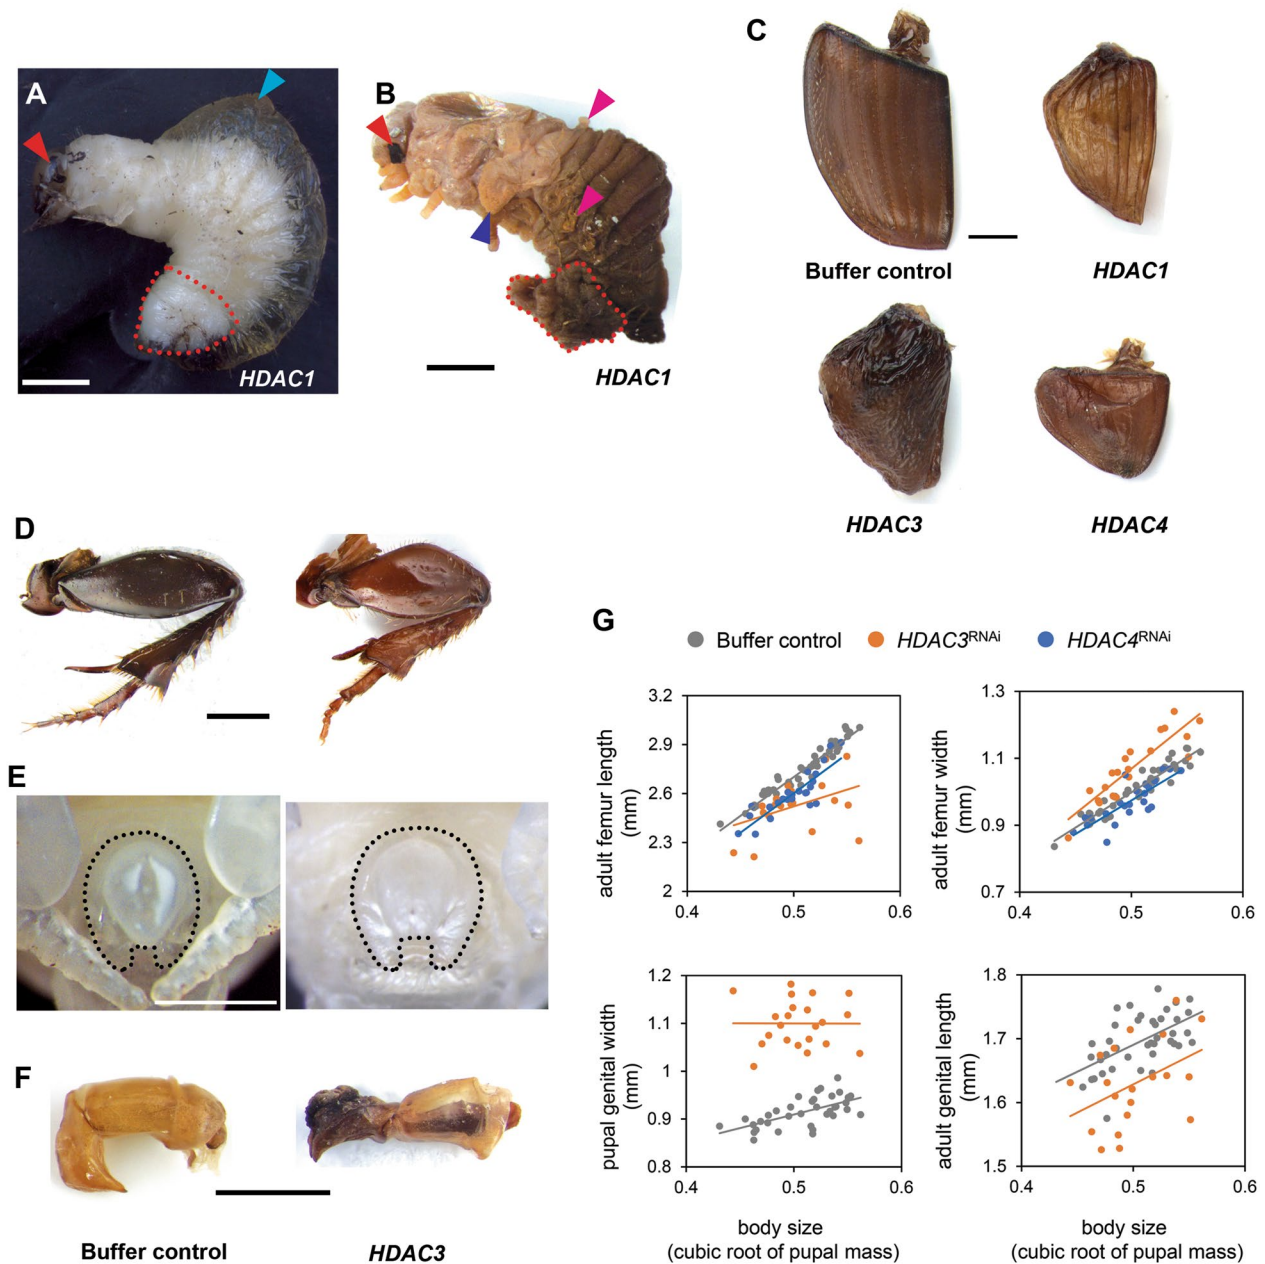 A
HDAC1
B
HDAC1
C
Buffer control
HDAC1
HDAC3
HDAC4
D
E
F
Buffer control
HDAC3
G
Buffer control
HDAC3RNAi
HDAC4RNAi
3.2
2.9
2.6
2.3
2
0.4
0.5
0.6
adult femur length
(mm)
1.3
1.1
0.9
0.7
0.4
0.5
0.6
adult femur width
(mm)
1.2
1.1
1
0.9
0.8
0.4
0.5
0.6
pupal genital width
(mm)
body size
(cubic root of pupal mass)
1.8
1.7
1.6
1.5
0.4
0.5
0.6
adult genital length
(mm)
body size
(cubic root of pupal mass)